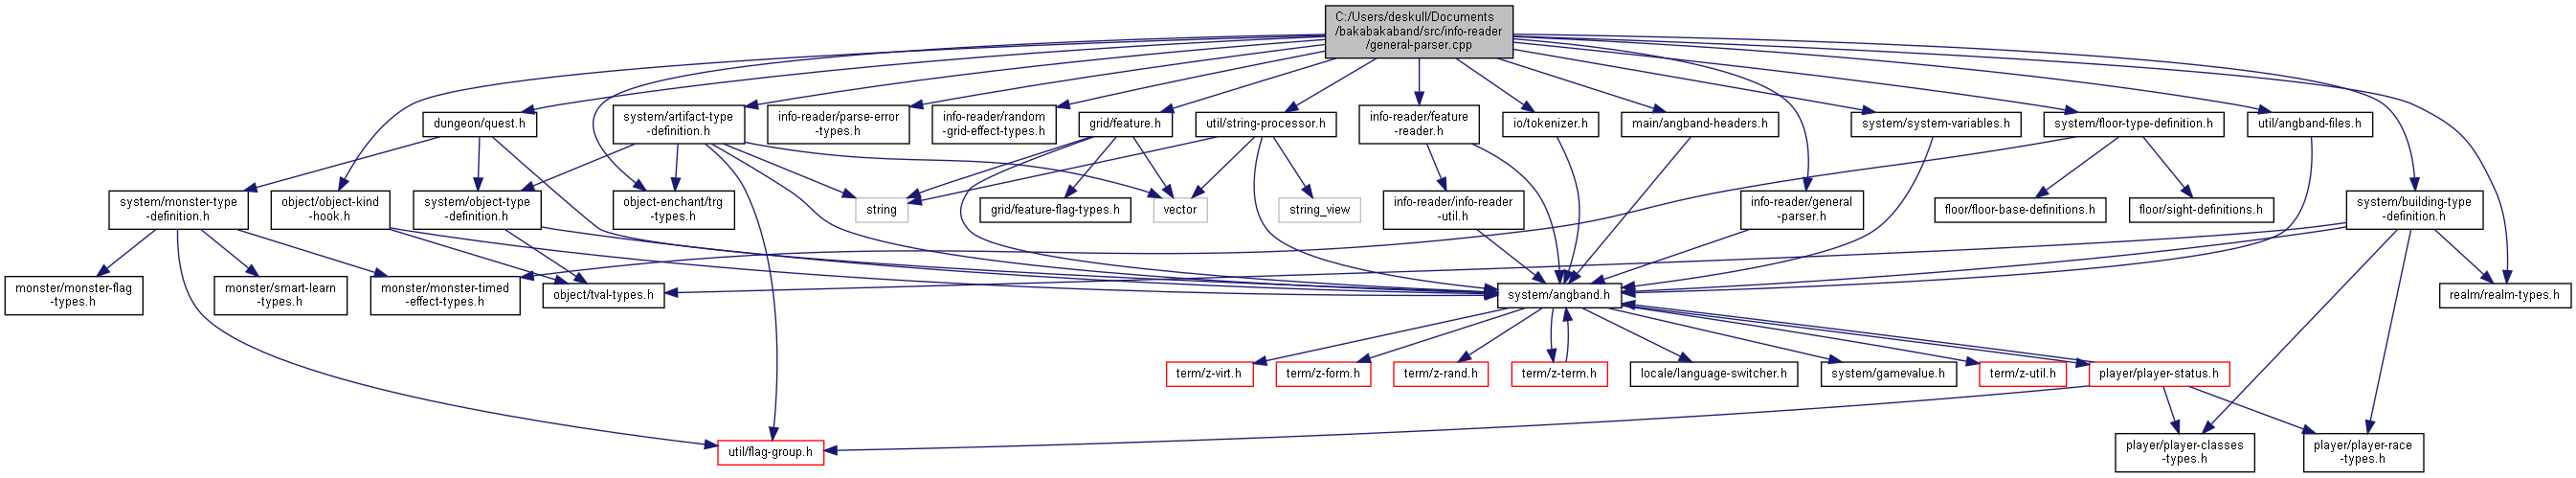 C:/Users/deskull/Documents
/bakabakaband/src/info-reader
/general-parser.cpp
dungeon/quest.h
system/artifact-type
-definition.h
info-reader/parse-error
-types.h
info-reader/random
-grid-effect-types.h
grid/feature.h
util/string-processor.h
info-reader/feature
-reader.h
io/tokenizer.h
main/angband-headers.h
system/system-variables.h
system/floor-type-definition.h
util/angband-files.h
system/monster-type
-definition.h
object/object-kind
-hook.h
system/object-type
-definition.h
object-enchant/trg
-types.h
string
grid/feature-flag-types.h
vector
string_view
info-reader/info-reader
-util.h
info-reader/general
-parser.h
floor/floor-base-definitions.h
floor/sight-definitions.h
system/building-type
-definition.h
monster/monster-flag
-types.h
monster/smart-learn
-types.h
monster/monster-timed
-effect-types.h
object/tval-types.h
system/angband.h
realm/realm-types.h
term/z-virt.h
term/z-form.h
term/z-rand.h
term/z-term.h
locale/language-switcher.h
system/gamevalue.h
term/z-util.h
player/player-status.h
util/flag-group.h
player/player-classes
-types.h
player/player-race
-types.h